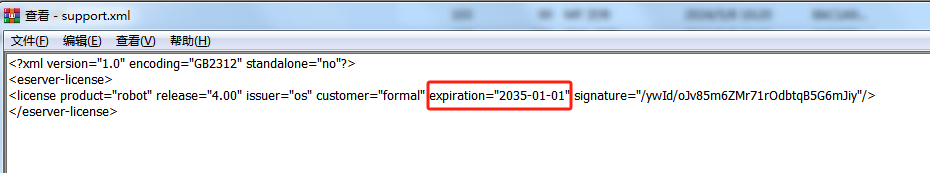 查看 - support.xml
文件(F) 编辑(E) 查看(V) 帮助(H)
<?xml version="1.0" encoding="GB2312" standalone="no"?>
<eserver-license>
<license product="robot" release="4.00" issuer="os" customer="formal" expiration="2035-01-01" signature="/ywId/oJv85m6ZMr71rOdbtqB5G6mJiy"/>
</eserver-license>